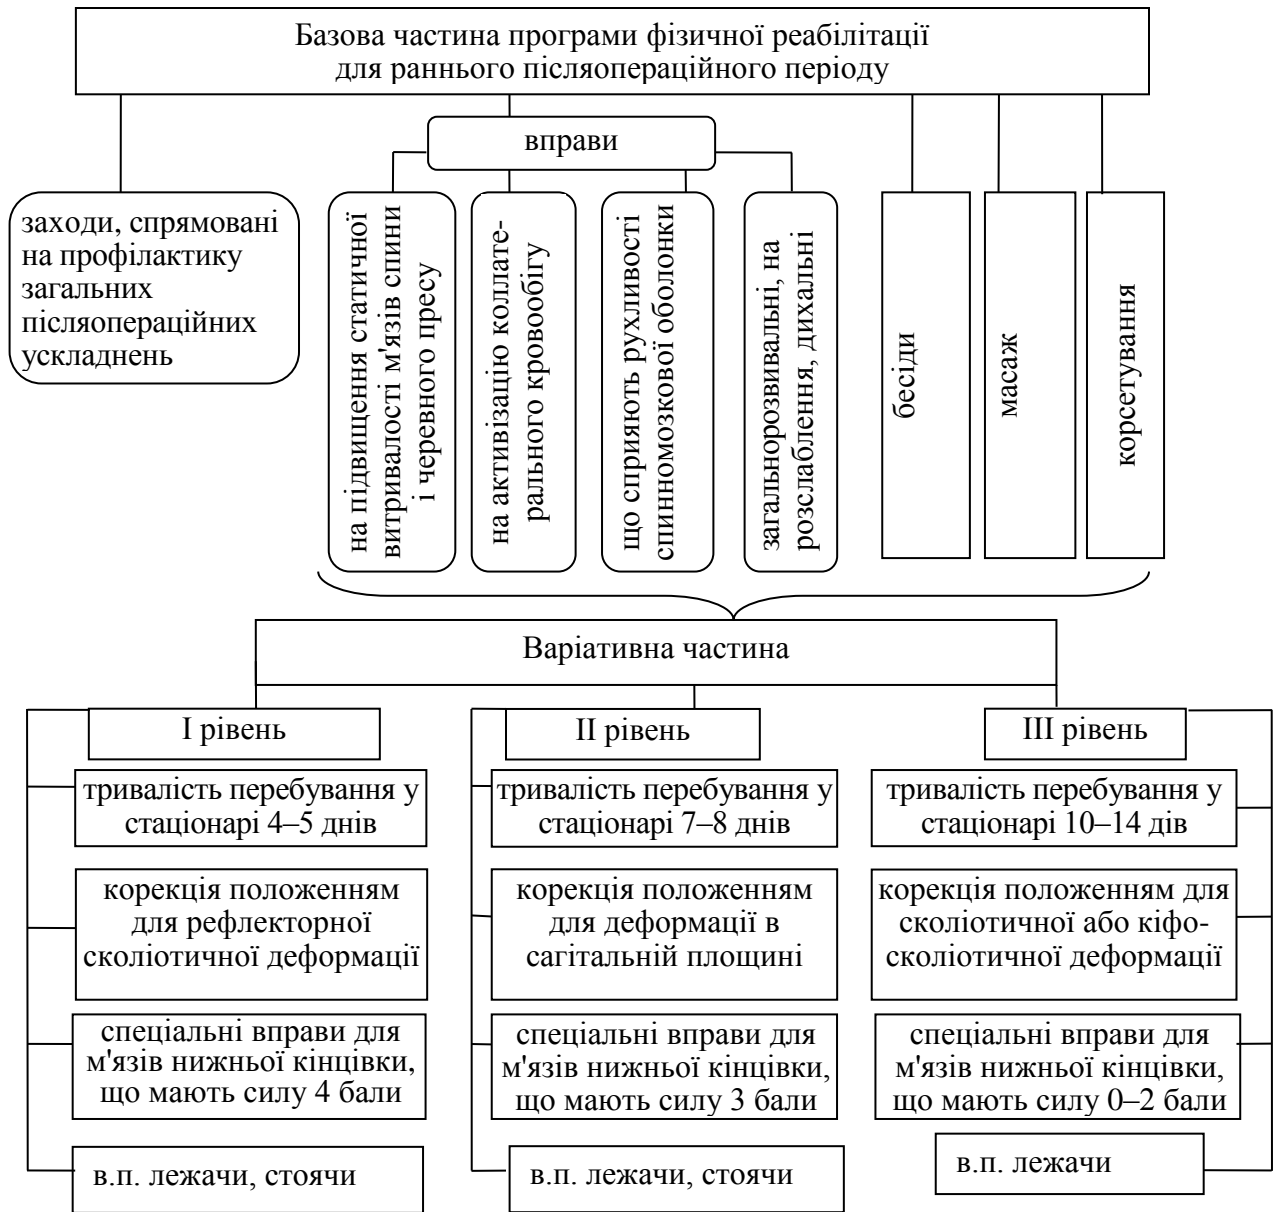 Базова частина програми фізичної реабілітації
для раннього післяопераційного періоду
вправи
заходи, спрямовані
на профілактику
загальних
післяопераційних
ускладнень
на підвищення статичної
витривалості м'язів спини
і черевного пресу
на активізацію коллате-
рального кровообігу
що сприяють рухливості
спинномозкової оболонки
загальнорозвивальні, на
розслаблення, дихальні
бесіди
масаж
корсетування
Варіативна частина
І рівень
тривалість перебування у
стаціонарі 4–5 днів
корекція положенням
для рефлекторної
сколіотичної деформації
спеціальні вправи для
м'язів нижньої кінцівки,
що мають силу 4 бали
в.п. лежачи, стоячи
ІІ рівень
тривалість перебування у
стаціонарі 7–8 днів
корекція положенням
для деформації в
сагітальній площині
спеціальні вправи для
м'язів нижньої кінцівки,
що мають силу 3 бали
в.п. лежачи, стоячи
ІІІ рівень
тривалість перебування у
стаціонарі 10–14 дів
корекція положенням для
сколіотичної або кіфо-
сколіотичної деформації
спеціальні вправи для
м'язів нижньої кінцівки,
що мають силу 0–2 бали
в.п. лежачи